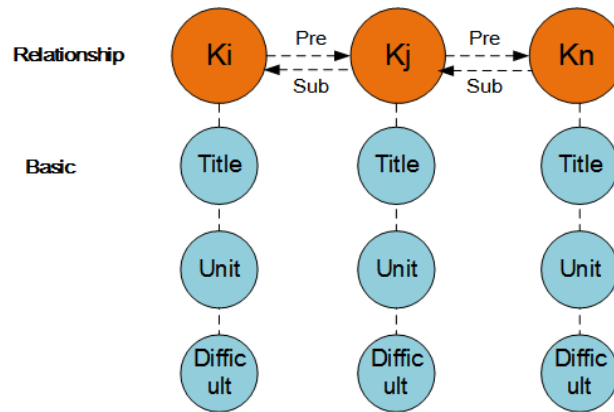 Pre Pre
Relationship Ki Kj Kn
Sub Sub
Basic Title Title Title
Unit Unit Unit
Diffic Diffic Diffic
ult ult ult